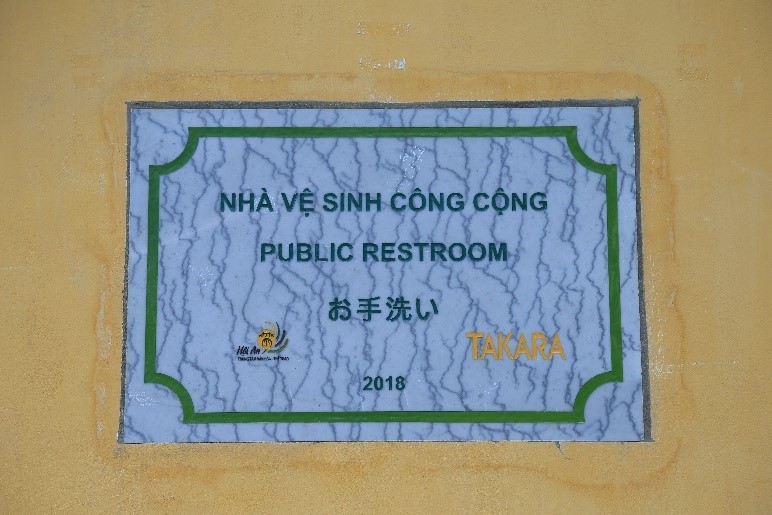 NHÀ VỆ SINH CÔNG CỘNG
PUBLIC RESTROOM
お手洗い
Hội An
TAKARA
2018